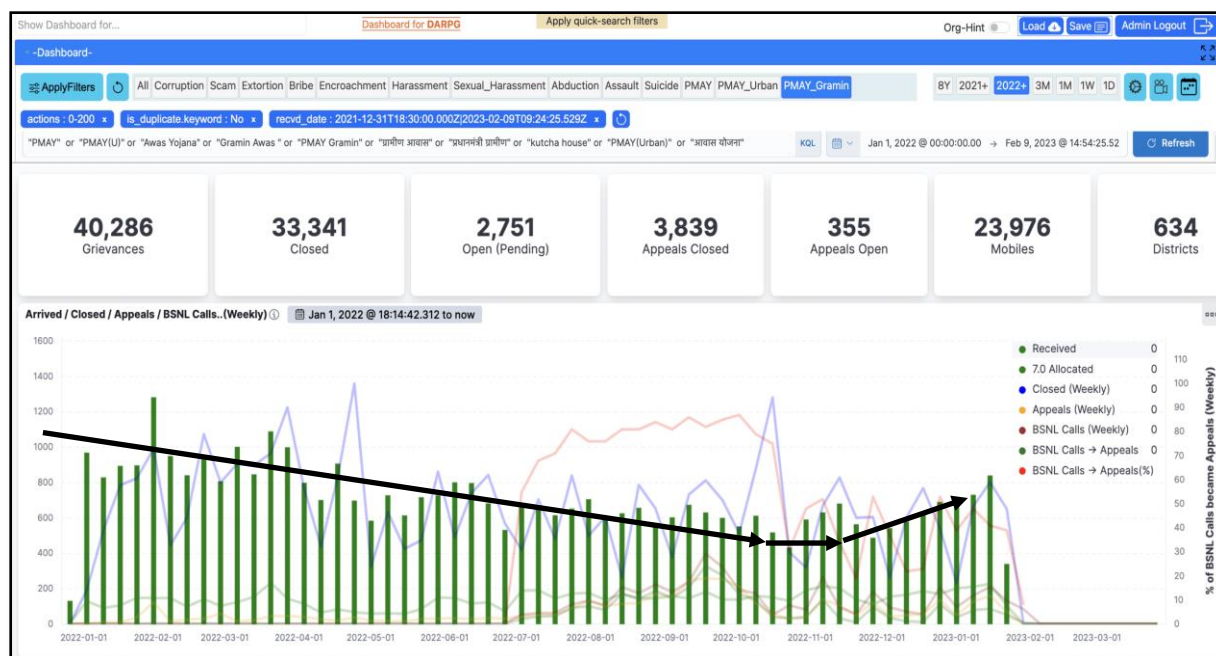 Show Dashboard for...
Dashboard for DARPG
Apply quick-search filters
Org-Hint
Load
Save
Admin Logout
-Dashboard-
ApplyFilters
All Corruption Scam Extortion Bribe Encroachment Harassment Sexual_Harassment Abduction Assault Suicide PMAY PMAY_Urban PMAY_Gramin
8Y 2021+ 2022+ 3M 1M 1W 1D
actions : 0-200 x
is_duplicate.keyword : No x
recvd_date : 2021-12-31T18:30:00.000Z|2023-02-09T09:24:25.529Z x
"PMAY" or "PMAY(U)" or "Awas Yojana" or "Gramin Awas " or "PMAY Gramin" or "ग्रामीण आवास" or "प्रधानमंत्री ग्रामीण" or "kutcha house" or "PMAY(Urban)" or "आवास योजना"
KQL
Jan 1, 2022 @ 00:00:00.00 → Feb 9, 2023 @ 14:54:25.52
Refresh
40,286
Grievances
33,341
Closed
2,751
Open (Pending)
3,839
Appeals Closed
355
Appeals Open
23,976
Mobiles
634
Districts
Arrived / Closed / Appeals / BSNL Calls..(Weekly)
Jan 1, 2022 @ 18:14:42.312 to now
1600
1400
1200
1000
800
600
400
200
0
Received 0
7.0 Allocated 0
Closed (Weekly) 0
Appeals (Weekly) 0
BSNL Calls (Weekly) 0
BSNL Calls → Appeals 0
BSNL Calls → Appeals(%)
110
100
90
80
70
60
50
40
30
20
10
0
% of BSNL Calls became Appeals (Weekly)
2022-01-01 2022-02-01 2022-03-01 2022-04-01 2022-05-01 2022-06-01 2022-07-01 2022-08-01 2022-09-01 2022-10-01 2022-11-01 2022-12-01 2023-01-01 2023-02-01 2023-03-01